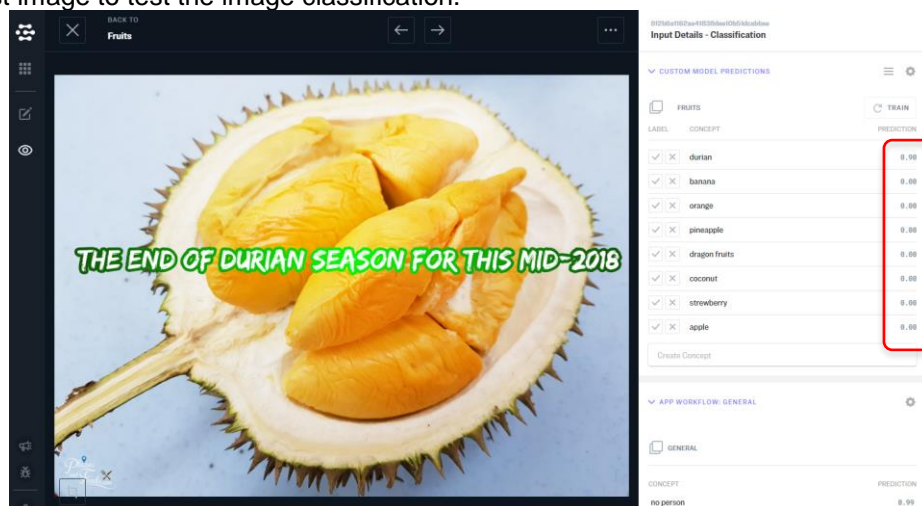 st image to test the image classification.
BACK TO
Fruits
Input Details - Classification
CUSTOM MODEL PREDICTIONS
FRUITS
TRAIN
LABEL CONCEPT PREDICTION
durian 0.98
banana 0.00
orange 0.00
pineapple 0.00
dragon fruits 0.00
coconut 0.00
strewberry 0.00
apple 0.00
Create Concept
THE END OF DURIAN SEASON FOR THIS MID-2018
APP WORKFLOW: GENERAL
GENERAL
CONCEPT PREDICTION
no person 0.99